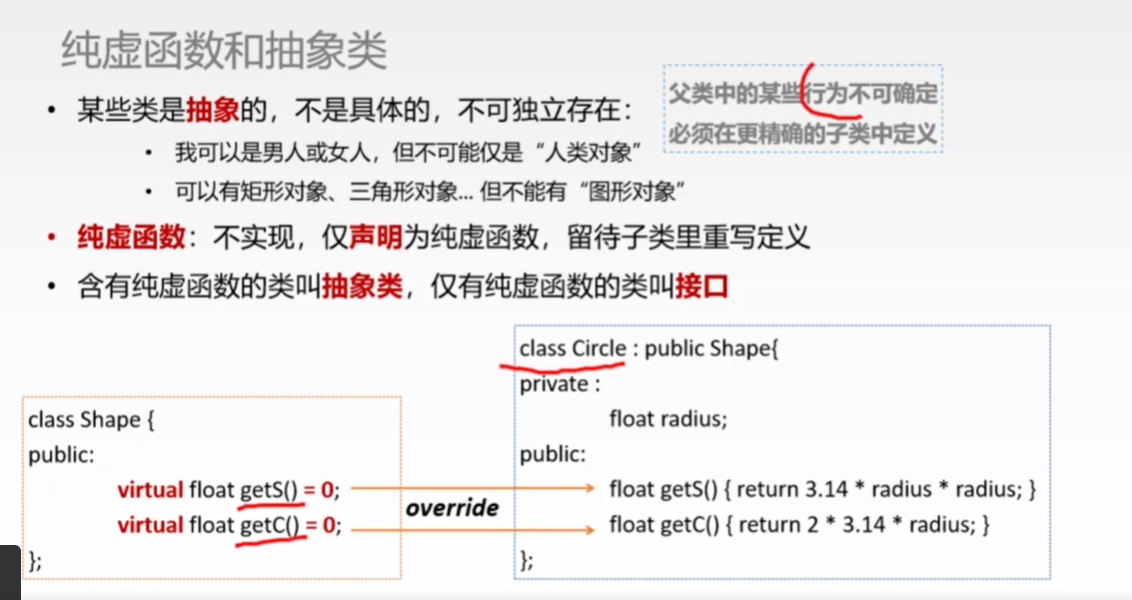 纯虚函数和抽象类
父类中的某些行为不可确定
必须在更精确的子类中定义
• 某些类是抽象的，不是具体的，不可独立存在：
• 我可以是男人或女人，但不可能仅是“人类对象”
• 可以有矩形对象、三角形对象... 但不能有“图形对象”
• 纯虚函数：不实现，仅声明为纯虚函数，留待子类里重写定义
• 含有纯虚函数的类叫抽象类，仅有纯虚函数的类叫接口
class Shape {
public:
virtual float getS() = 0;
virtual float getC() = 0;
};
override
class Circle : public Shape{
private :
float radius;
public:
float getS() { return 3.14 * radius * radius; }
float getC() { return 2 * 3.14 * radius; }
};